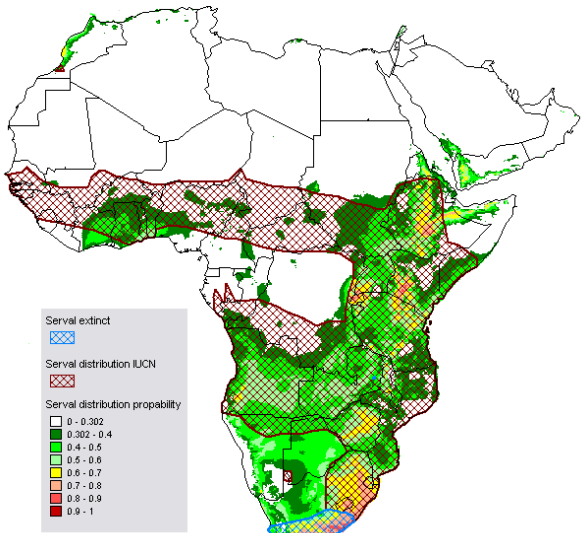 Serval extinct
Serval distribution IUCN
Serval distribution propability
0 - 0.302
0.302 - 0.4
0.4 - 0.5
0.5 - 0.6
0.6 - 0.7
0.7 - 0.8
0.8 - 0.9
0.9 - 1